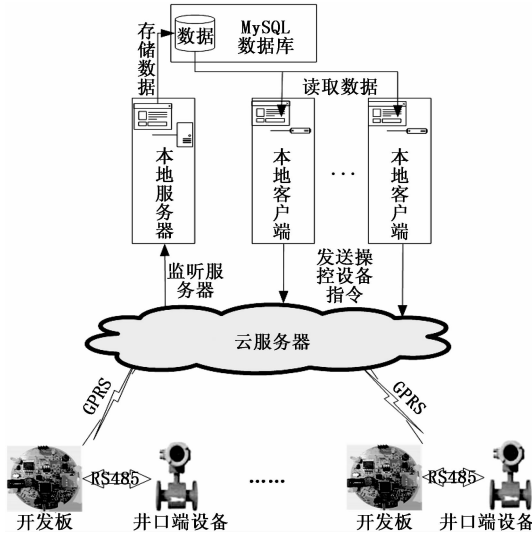 MySQL
数据库
数据
存储数据
读取数据
本地服务器
本地客户端
...
本地客户端
监听服
务器
发送操
控设备
指令
云服务器
GPRS
GPRS
RS485
......
RS485
开发板
井口端设备
开发板
井口端设备